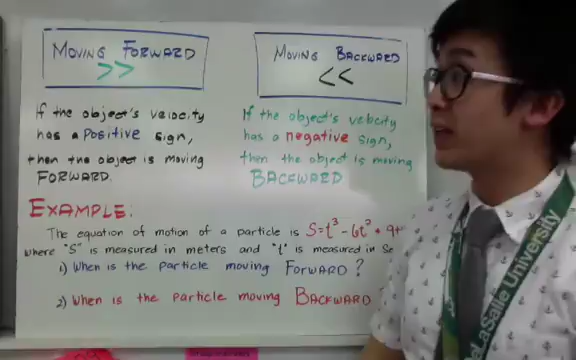 MOVING FORWARD
>>
If the object's velocity
has a positive sign,
then the object is moving
FORWARD.
MOVING BACKWARD
<<
If the object's velocity
has a negative sign,
then the object is moving
BACKWARD
EXAMPLE:
The equation of motion of a particle is S=t³-6t²+9t
where "S" is measured in meters and "t" is measured in Se
1) When is the particle moving FORWARD?
2) When is the particle moving BACKWARD
DeLaSalle University